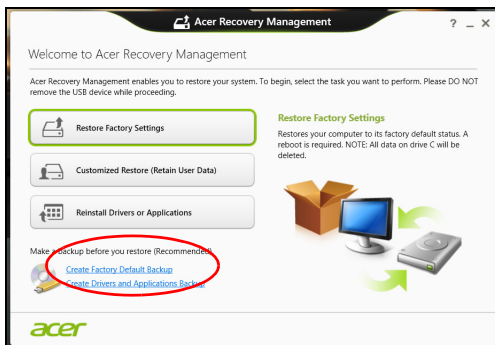 Acer Recovery Management
? _ X
Welcome to Acer Recovery Management
Acer Recovery Management enables you to restore your system. To begin, select the task you want to perform. Please DO NOT
remove the USB device while proceeding.
Restore Factory Settings
Customized Restore (Retain User Data)
Reinstall Drivers or Applications
Make a backup before you restore (Recommended)
Create Factory Default Backup
Create Drivers and Applications Backup
Restore Factory Settings
Restores your computer to its factory default status. A
reboot is required. NOTE: All data on drive C will be
deleted.
acer